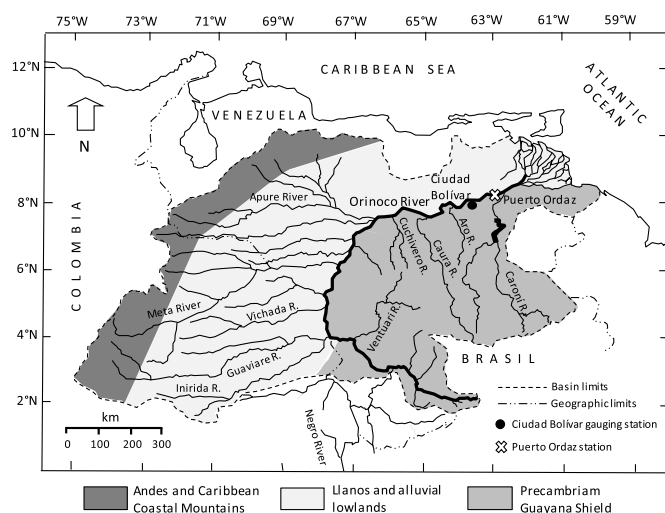 75°W 73°W 71°W 69°W 67°W 65°W 63°W 61°W 59°W
12°N
10°N
8°N
6°N
4°N
2°N
CARIBBEAN SEA
ATLANTIC
OCEAN
VENEZUELA
N
COLOMBIA
Ciudad
Bolívar
Orinoco River
Puerto Ordaz
Apure River
Aro R.
Cuchivero R.
Caura R.
Caroni R.
Meta River
Vichada R.
Ventuari R.
Guaviare R.
Inirida R.
BRASIL
Negro River
km
0 100 200 300
Basin limits
Geographic limits
Ciudad Bolívar gauging station
Puerto Ordaz station
Andes and Caribbean
Coastal Mountains
Llanos and alluvial
lowlands
Precambriam
Guayana Shield